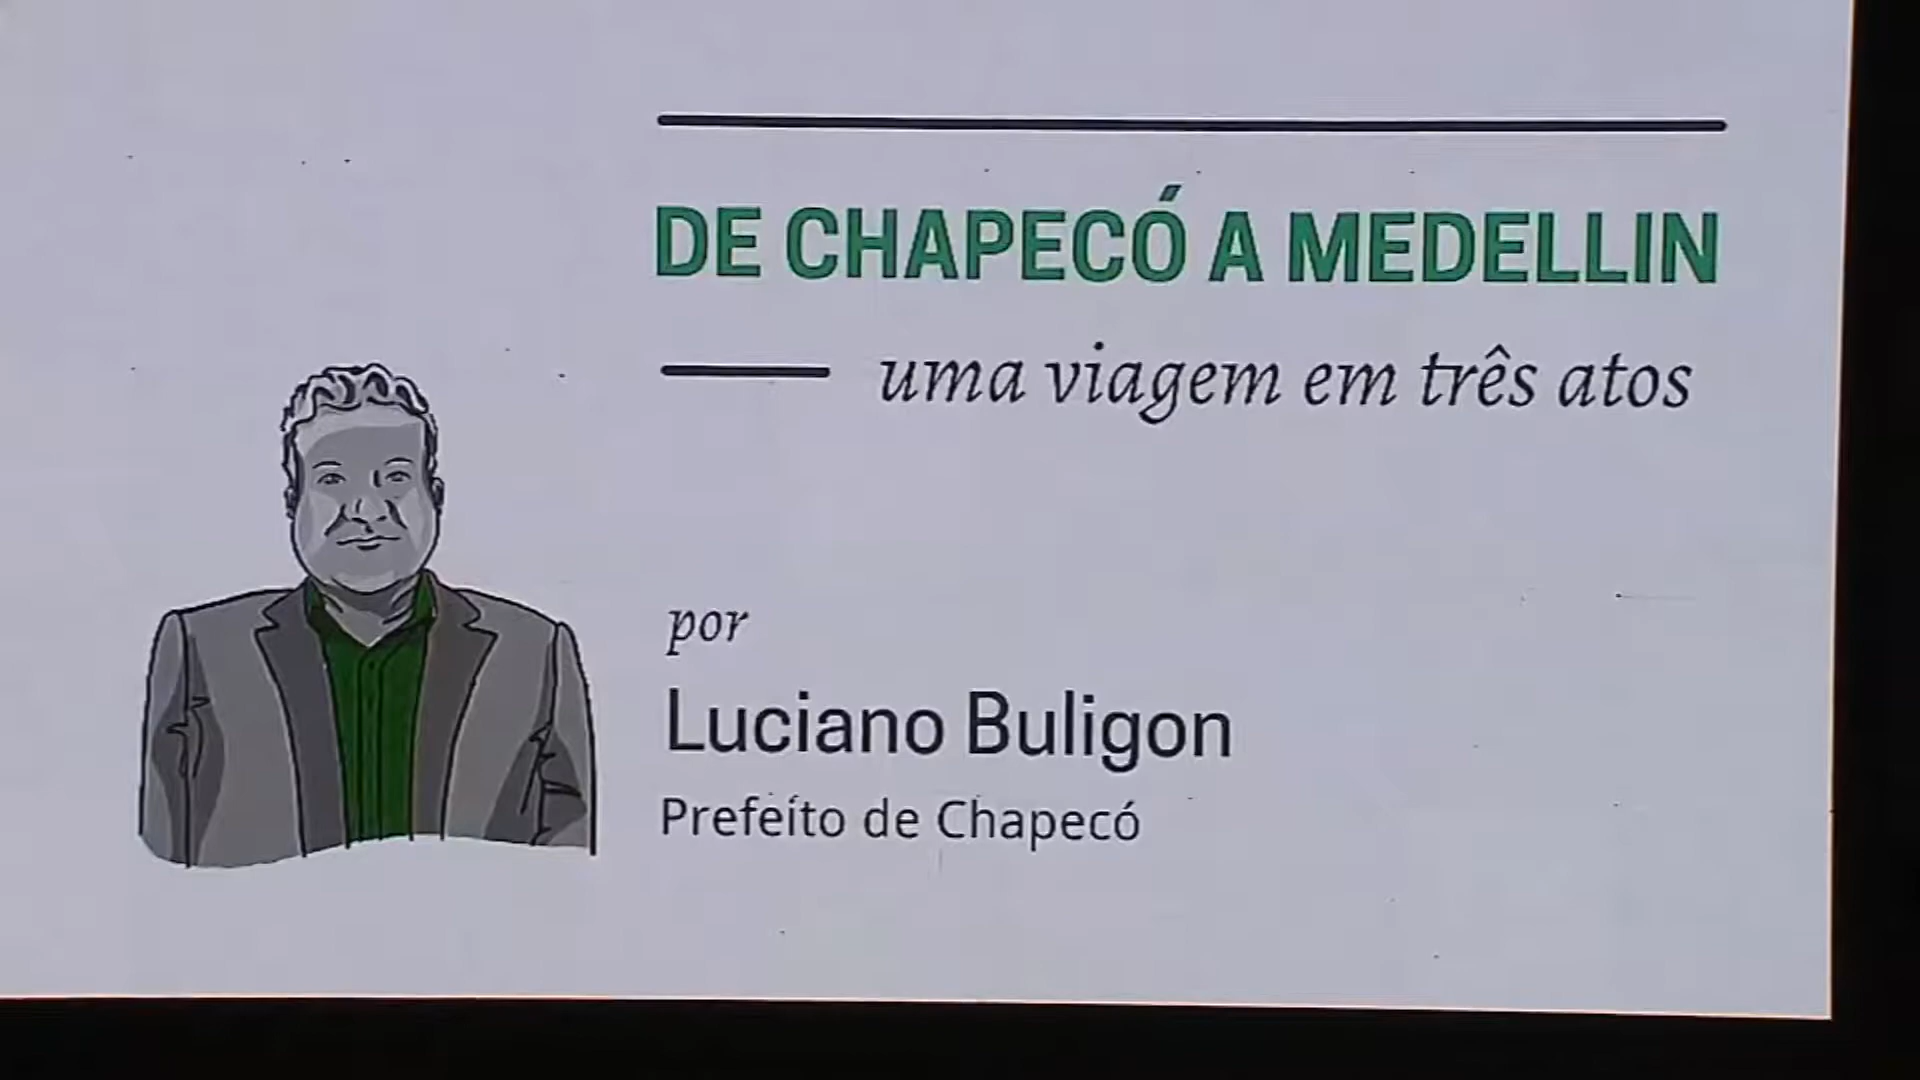 DE CHAPECÓ A MEDELLIN
uma viagem em três atos
por
Luciano Buligon
Prefeito de Chapecó